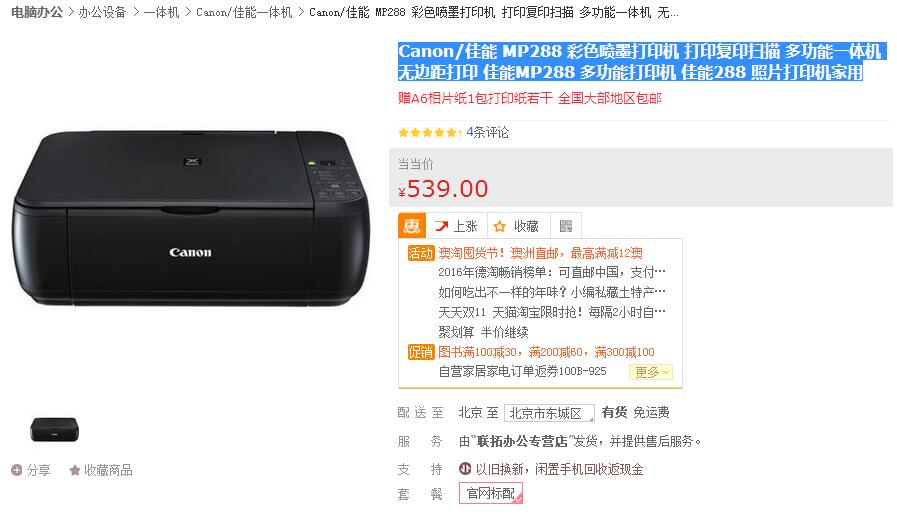 电脑办公 > 办公设备 > 一体机 > Canon/佳能一体机 > Canon/佳能 MP288 彩色喷墨打印机 打印复印扫描 多功能一体机 无...
Canon/佳能 MP288 彩色喷墨打印机 打印复印扫描 多功能一体机
无边距打印 佳能MP288 多功能打印机 佳能288 照片打印机家用
赠A6相片纸1包打印纸若干 全国大部地区包邮
4条评论
当当价
¥539.00
惠 上涨 收藏
活动 澳淘囤货节！澳洲直邮，最高满减12澳
2016年德淘畅销榜单：可直邮中国，支付…
如何吃出不一样的年味？小编私藏土特产…
天天双11 天猫淘宝限时抢！每隔2小时自…
聚划算 半价继续
促销 图书满100减30，满200减60，满300减100
自营家居家电订单返券100B-925 更多
配送至 北京 至 北京市东城区 有货 免运费
服务 由“联拓办公专营店”发货，并提供售后服务。
支持 以旧换新，闲置手机回收返现金
套餐 官网标配
Canon
Canon
分享 收藏商品